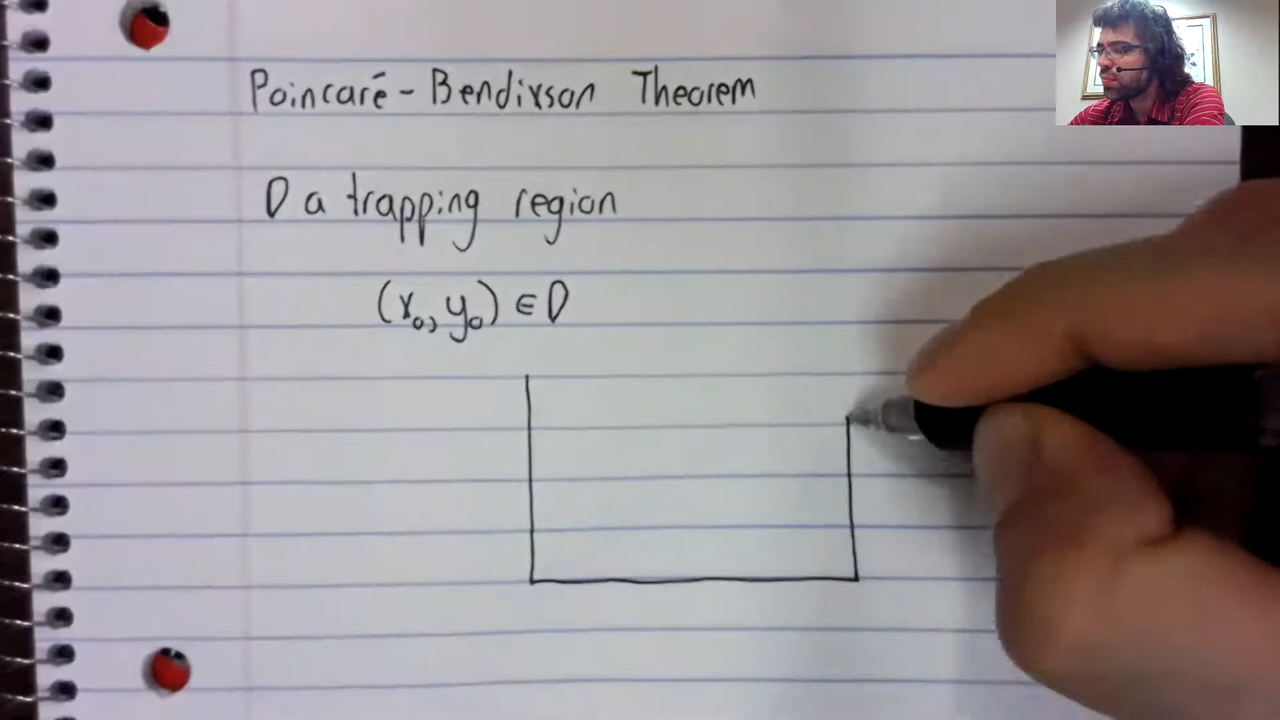 Poincaré - Bendixson Theorem
D a trapping region
(x₀, y₀) ∈ D